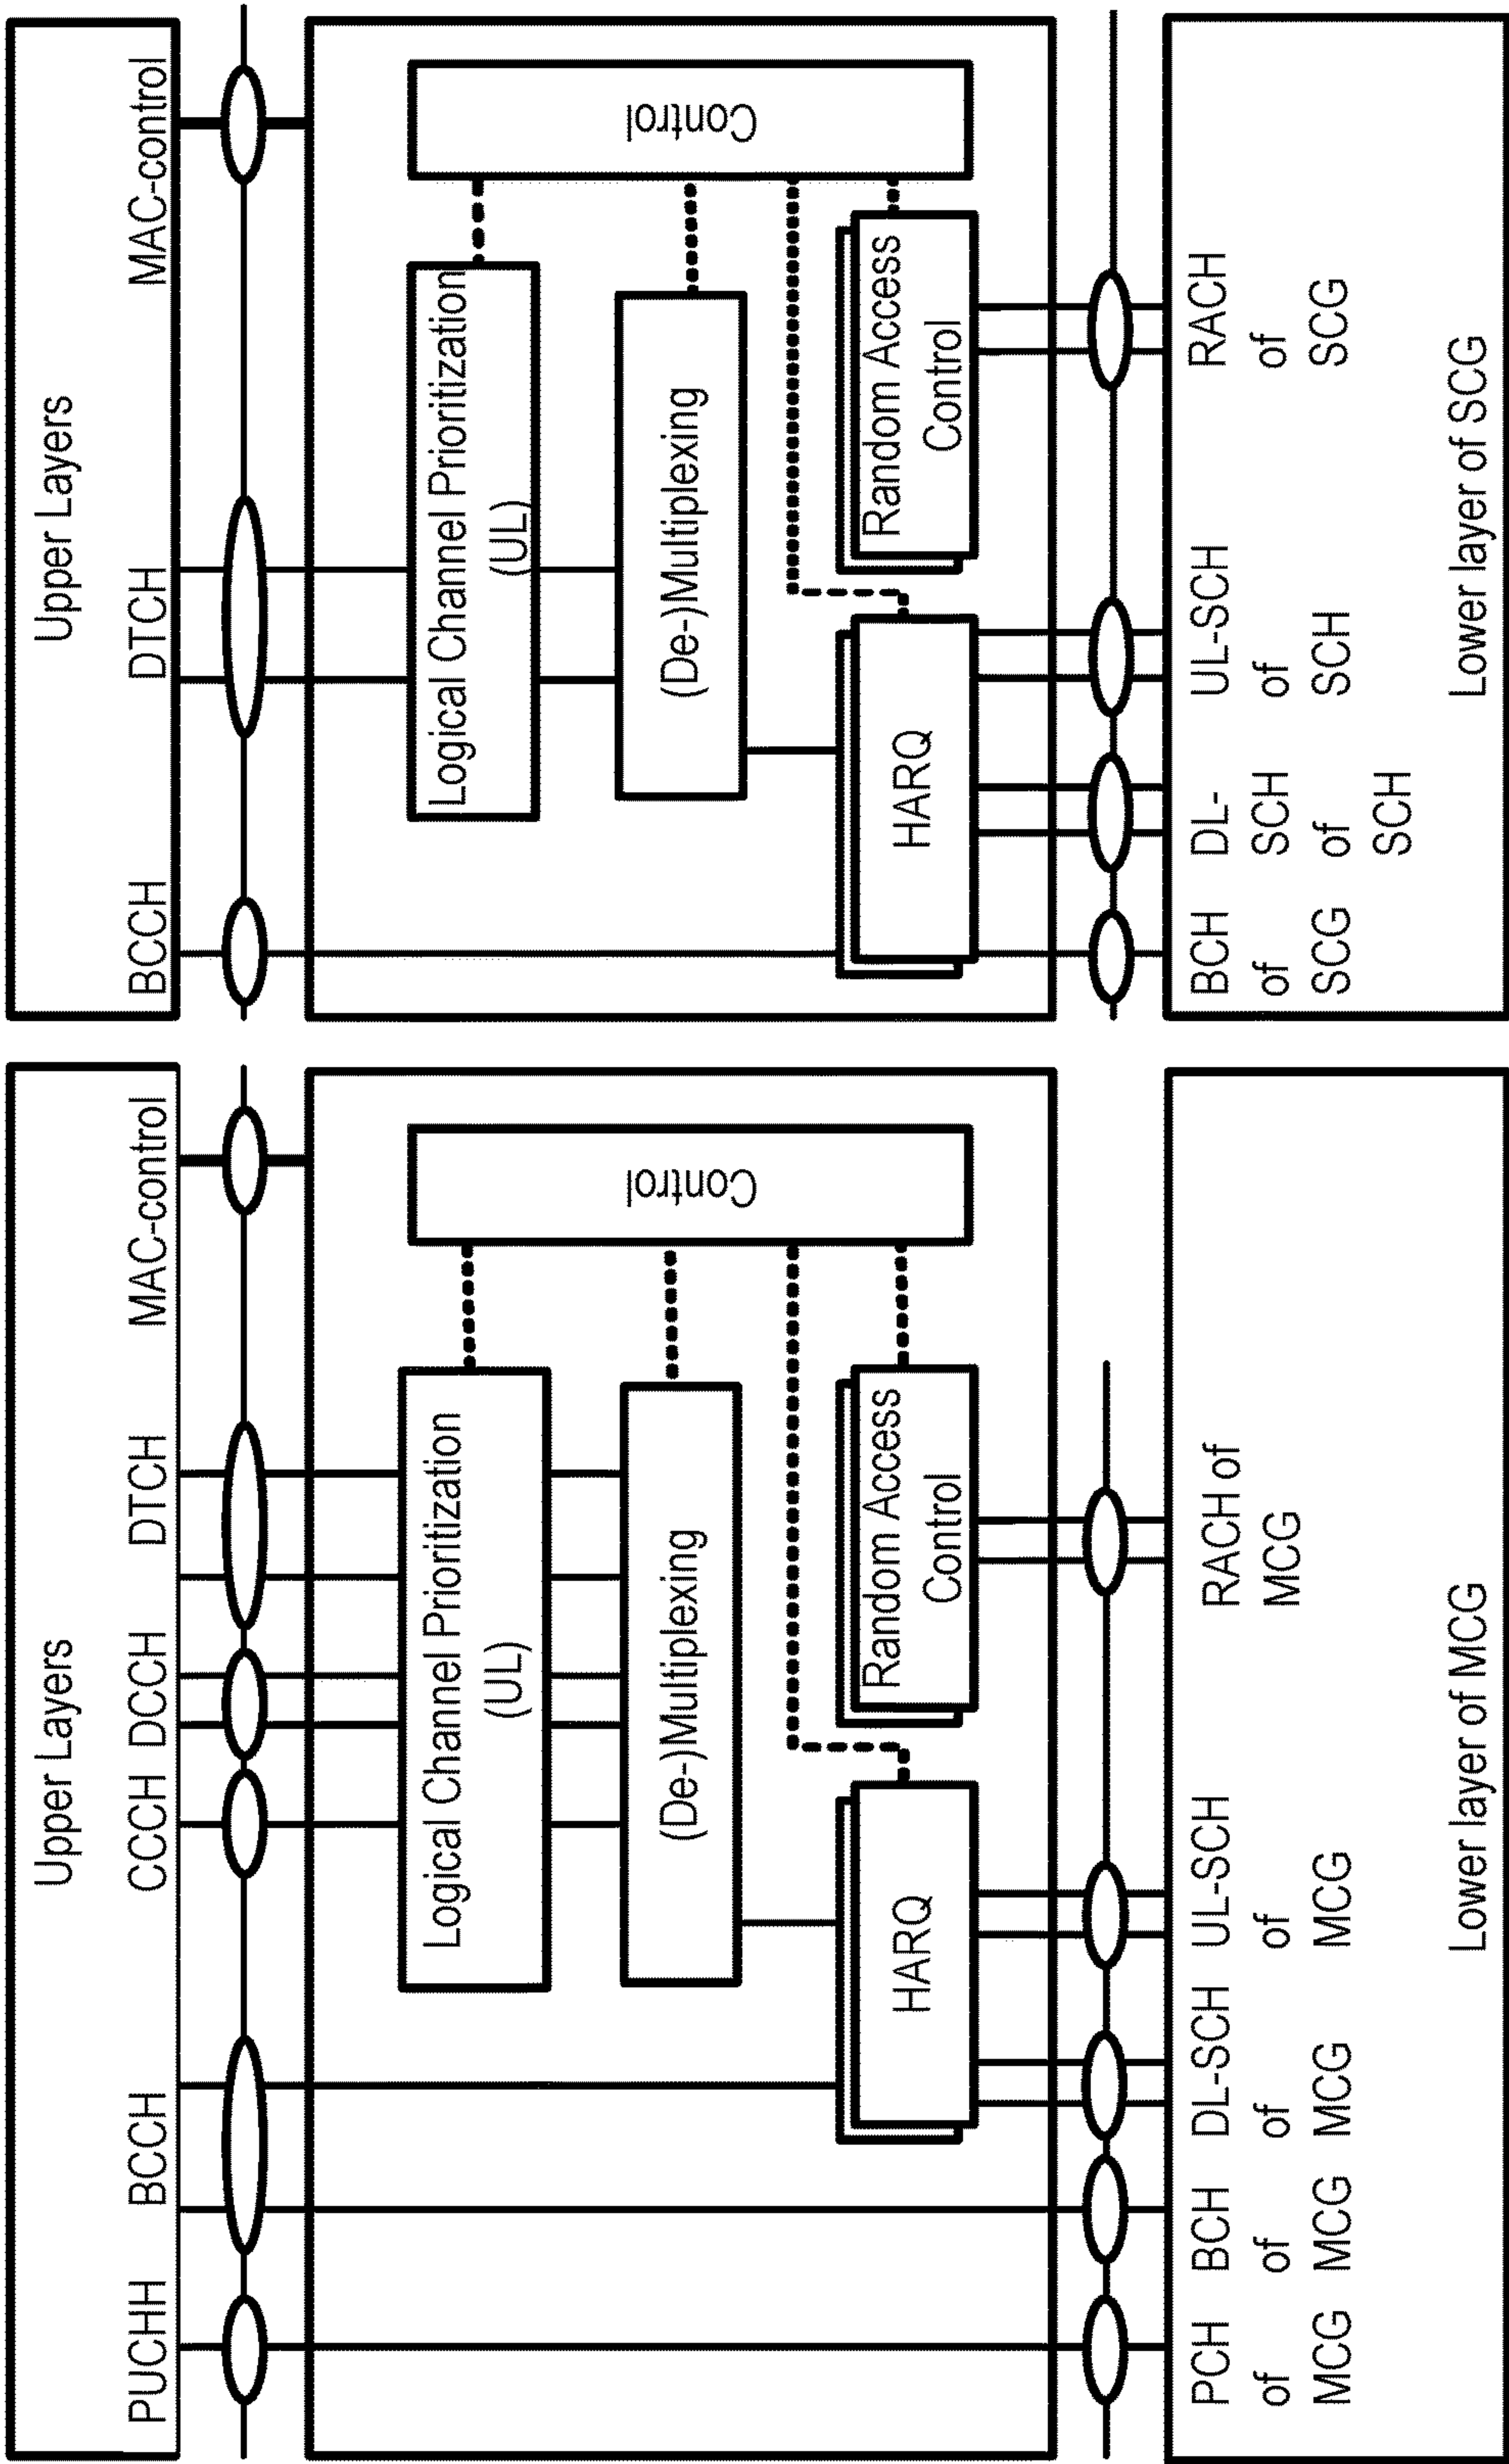 Upper Layers
PUCHH
BCCH
CCCH
DCCH
DTCH
MAC-control
Logical Channel Prioritization
(UL)
(De-)Multiplexing
HARQ
Random Access
Control
Control
PCH
of
MCG
BCH
of
MCG
DL-SCH
of
MCG
UL-SCH
of
MCG
RACH of
MCG
Lower layer of MCG
Upper Layers
BCCH
DTCH
MAC-control
Logical Channel Prioritization
(UL)
(De-)Multiplexing
HARQ
Random Access
Control
Control
BCH
of
SCG
DL-
SCH
of
SCH
UL-SCH
of
SCH
RACH
of
SCG
Lower layer of SCG